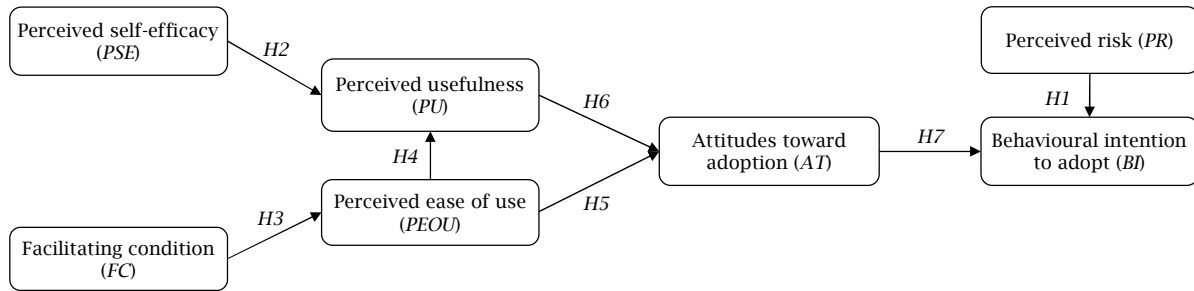 Perceived self-efficacy
(PSE)
H2
Perceived usefulness
(PU)
H4
Perceived ease of use
(PEOU)
H3
Facilitating condition
(FC)
H6
H5
Attitudes toward
adoption (AT)
H7
Perceived risk (PR)
H1
Behavioural intention
to adopt (BI)